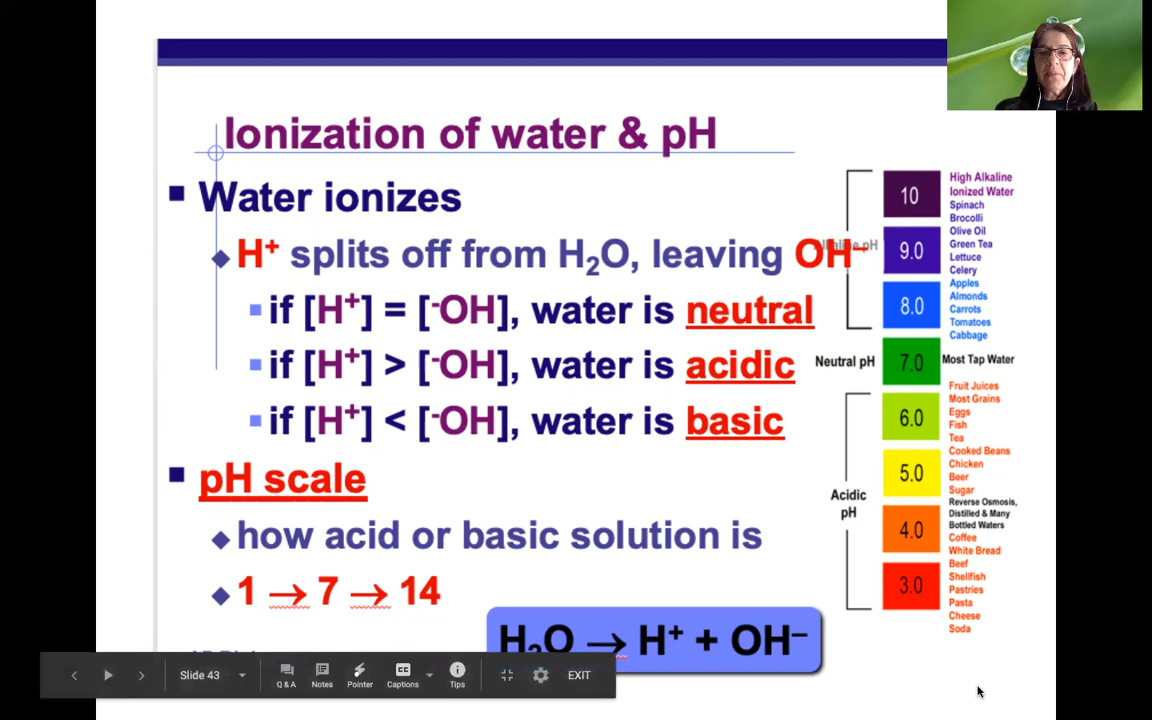 Ionization of water & pH
Water ionizes
H⁺ splits off from H₂O, leaving OH⁻
if [H⁺] = [⁻OH], water is neutral
if [H⁺] > [⁻OH], water is acidic
if [H⁺] < [⁻OH], water is basic
pH scale
how acid or basic solution is
1 → 7 → 14
H₂O → H⁺ + OH⁻
10
9.0
8.0
Neutral pH
7.0
Most Tap Water
6.0
5.0
4.0
3.0
Acidic
pH
High Alkaline
Ionized Water
Spinach
Brocolli
Olive Oil
Green Tea
Lettuce
Celery
Apples
Almonds
Carrots
Tomatoes
Cabbage
Fruit Juices
Most Grains
Eggs
Fish
Tea
Cooked Beans
Chicken
Beer
Sugar
Reverse Osmosis,
Distilled & Many
Bottled Waters
Coffee
White Bread
Beef
Shellfish
Pastries
Pasta
Cheese
Soda
Slide 43
Q & A
Notes
Pointer
CC
Captions
Tips
EXIT